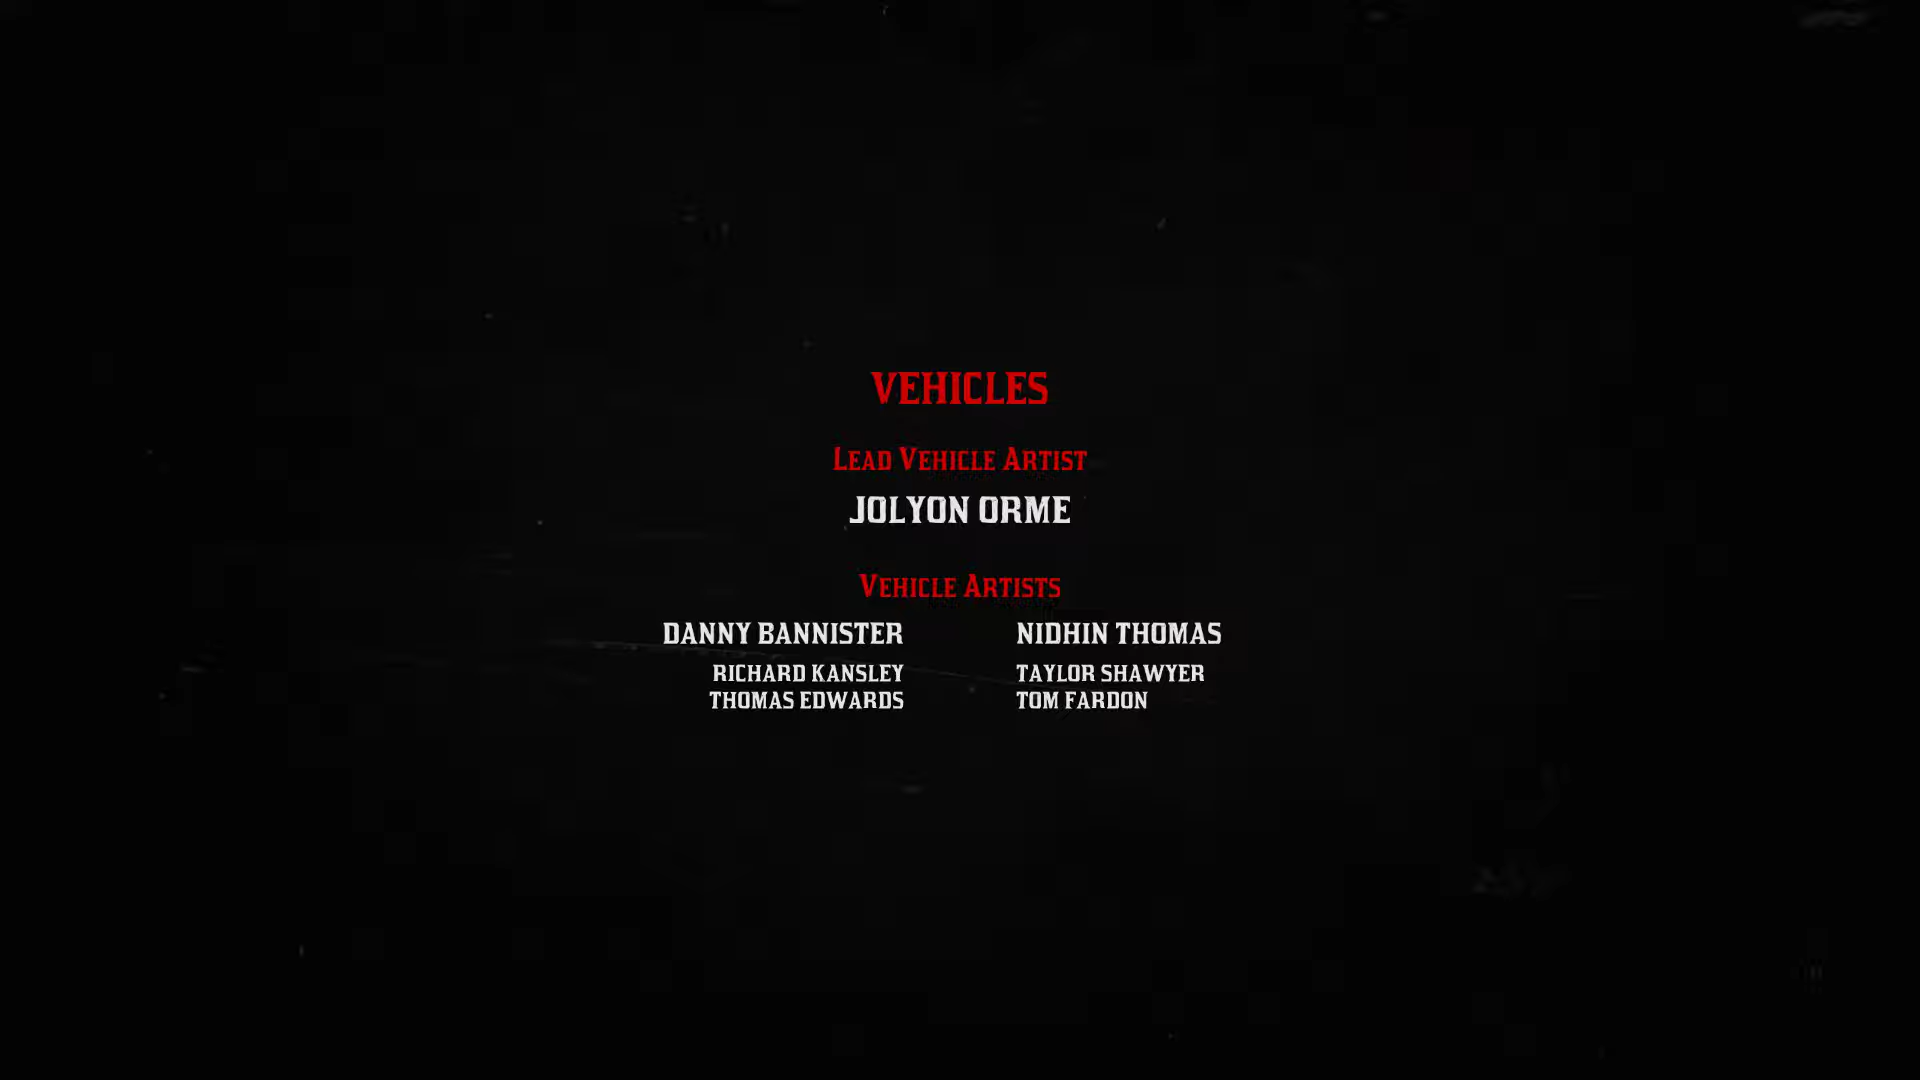 VEHICLES
LEAD VEHICLE ARTIST
JOLYON ORME
VEHICLE ARTISTS
DANNY BANNISTER NIDHIN THOMAS
RICHARD KANSLEY TAYLOR SHAWYER
THOMAS EDWARDS TOM FARDON